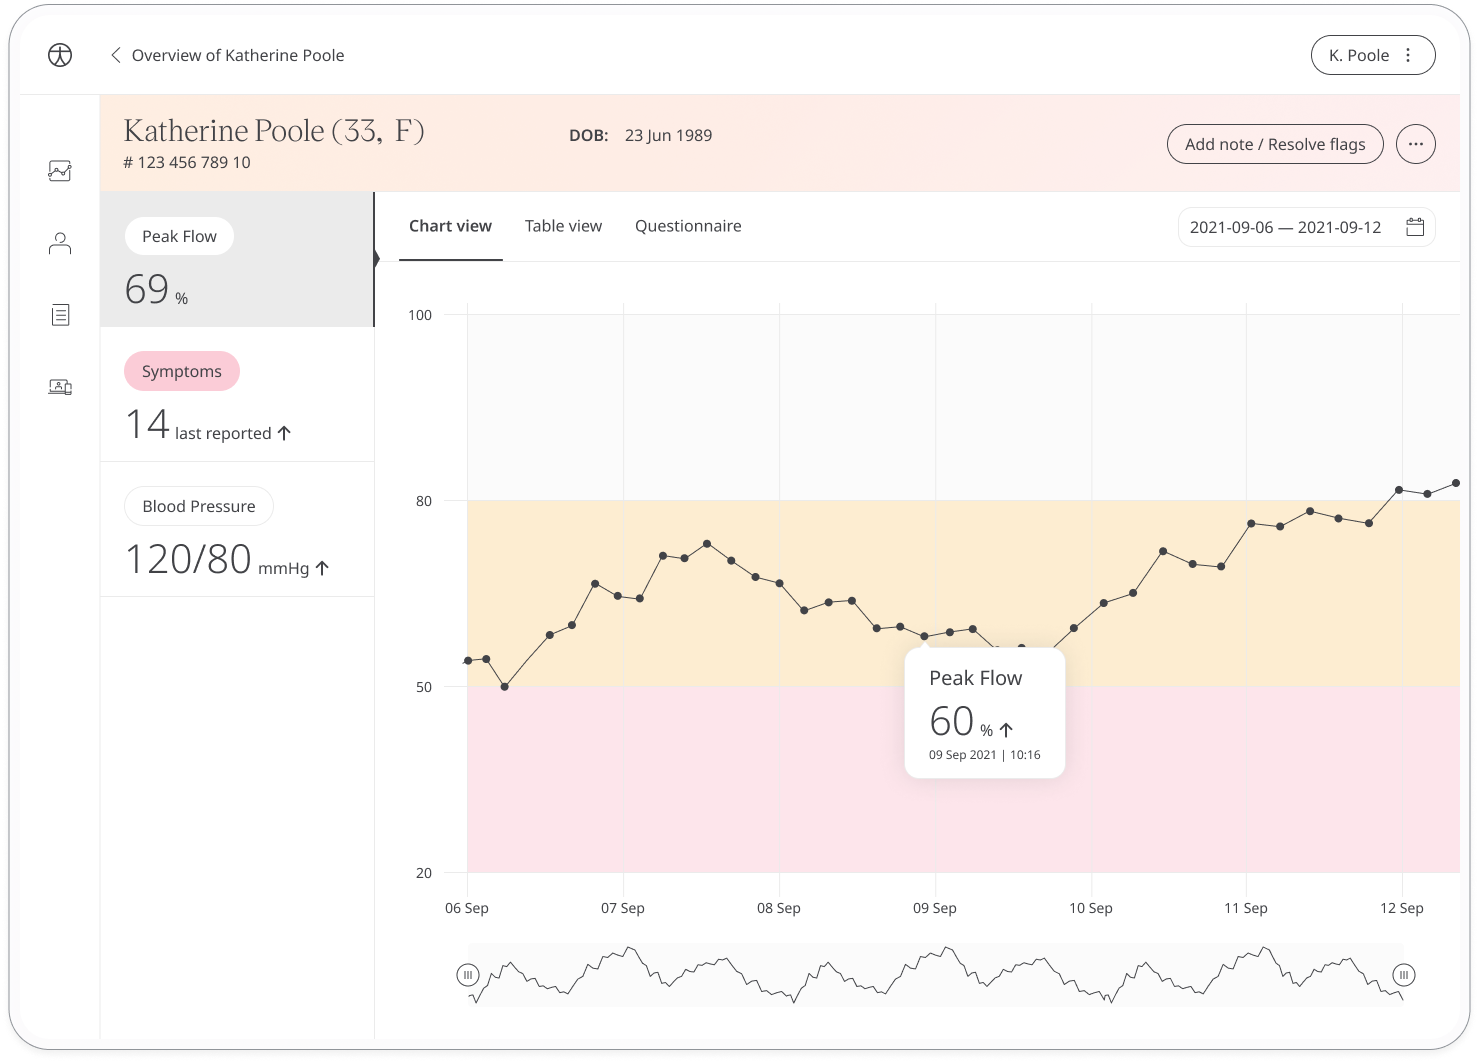 Overview of Katherine Poole
K. Poole
Katherine Poole (33, F)
DOB: 23 Jun 1989
# 123 456 789 10
Add note / Resolve flags
Peak Flow
69 %
Symptoms
14 last reported ↑
Blood Pressure
120/80 mmHg ↑
Chart view Table view Questionnaire
2021-09-06 — 2021-09-12
100
80
50
20
Peak Flow
60 % ↑
09 Sep 2021 | 10:16
06 Sep 07 Sep 08 Sep 09 Sep 10 Sep 11 Sep 12 Sep